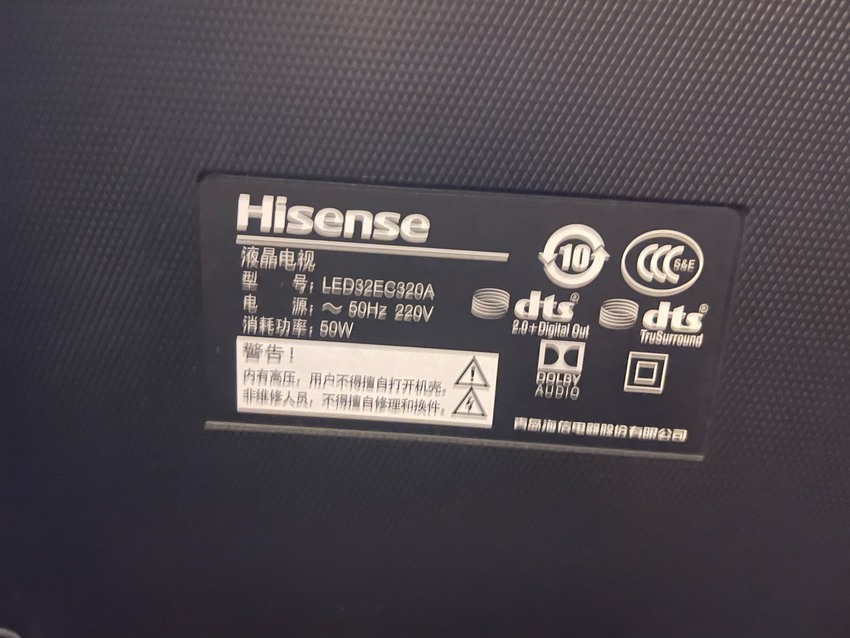 Hisense
液晶电视
型 号: LED32EC320A
电 源: ~ 50Hz 220V
消耗功率: 50W
警告!
内有高压, 用户不得擅自打开机壳,
非维修人员, 不得擅自修理和换件。
10
CCC S&E
dts
2.0+Digital Out
dts
TruSurround
DOLBY
AUDIO
青岛海信电器股份有限公司